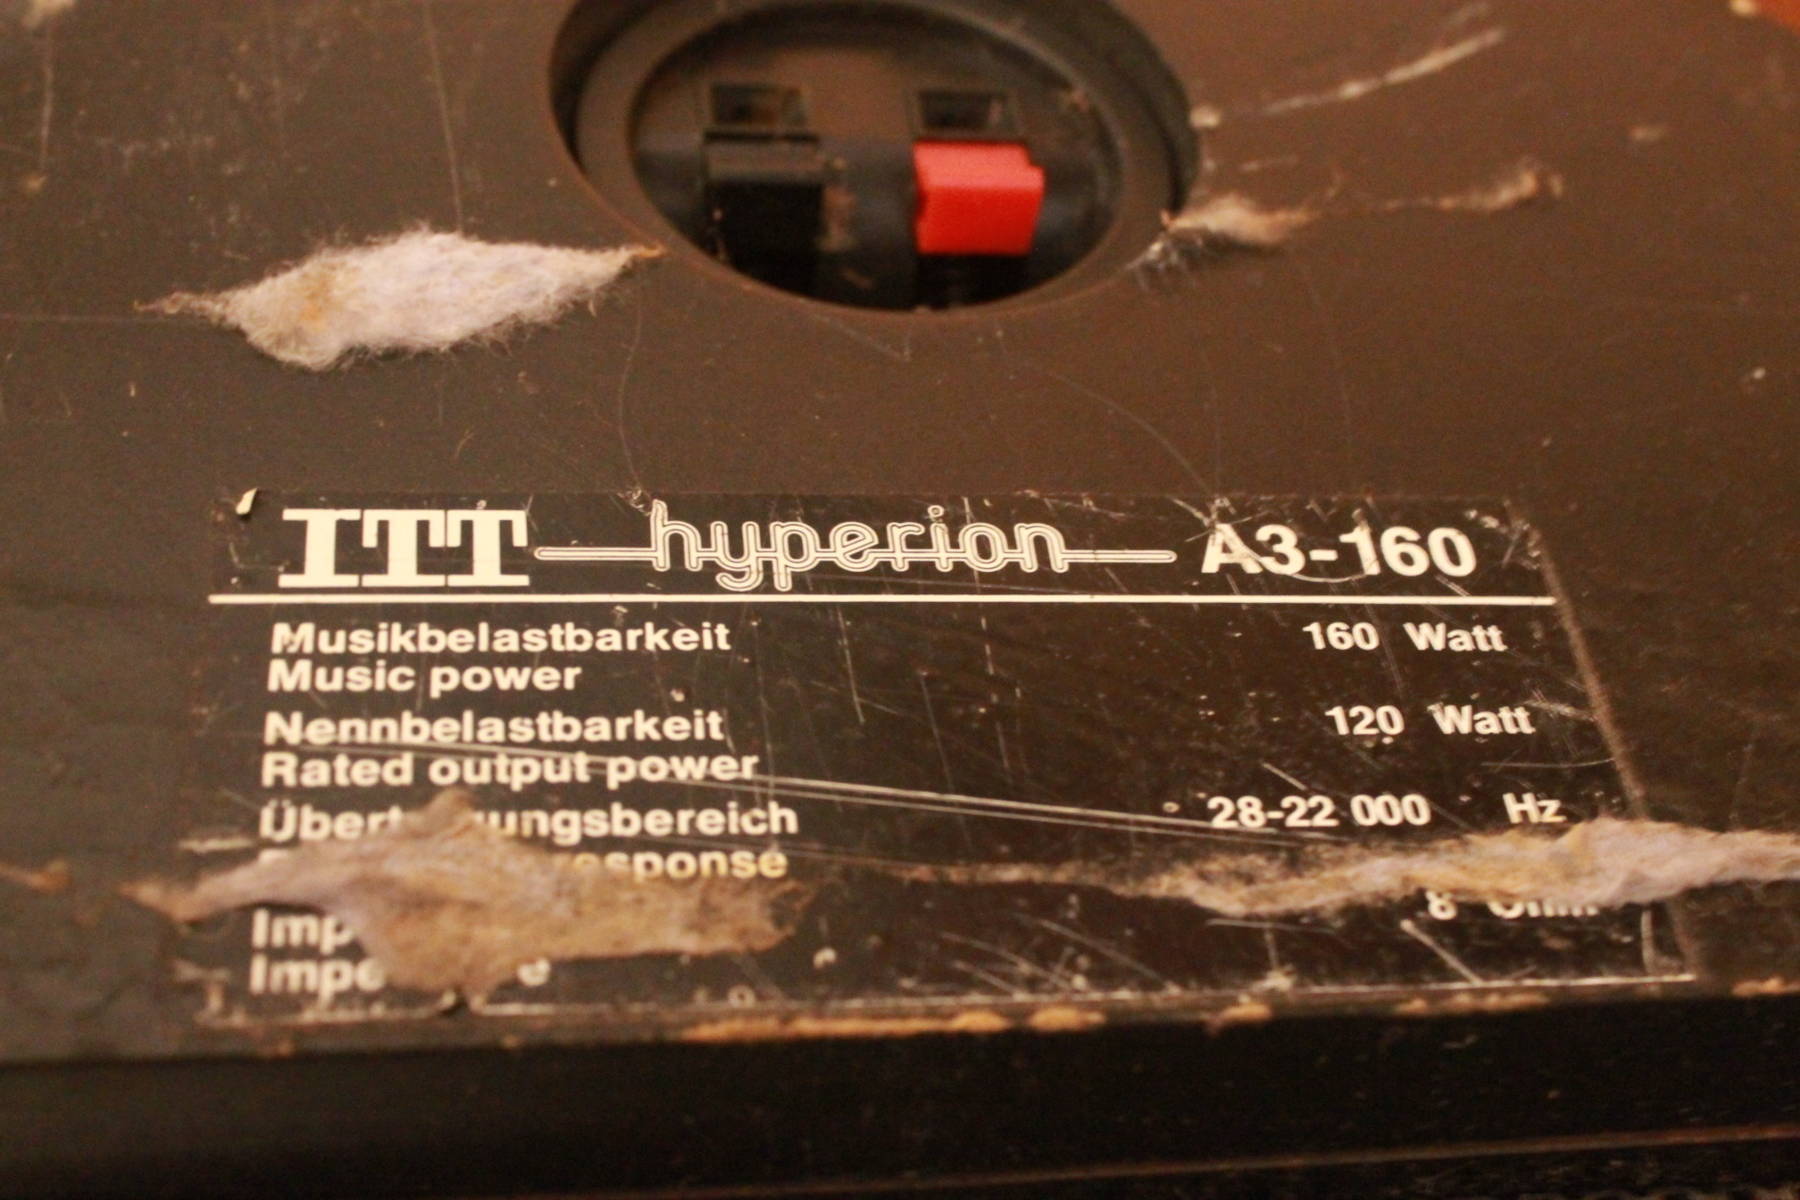 ITT hyperion A3-160
Musikbelastbarkeit 160 Watt
Music power
Nennbelastbarkeit 120 Watt
Rated output power
28-22 000 Hz
8 Ohm